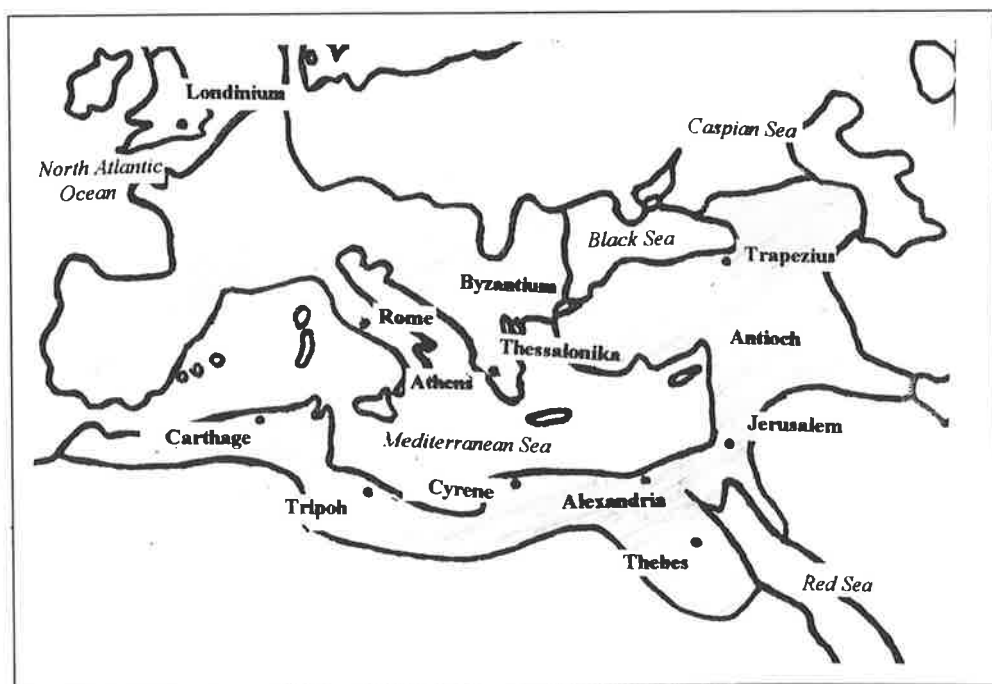 Londinium
Caspian Sea
North Atlantic
Ocean
Black Sea
Trapezius
Byzantium
Rome
Antioch
Thessalonika
Athens
Jerusalem
Carthage
Mediterranean Sea
Cyrene
Tripoh
Alexandria
Thebes
Red Sea